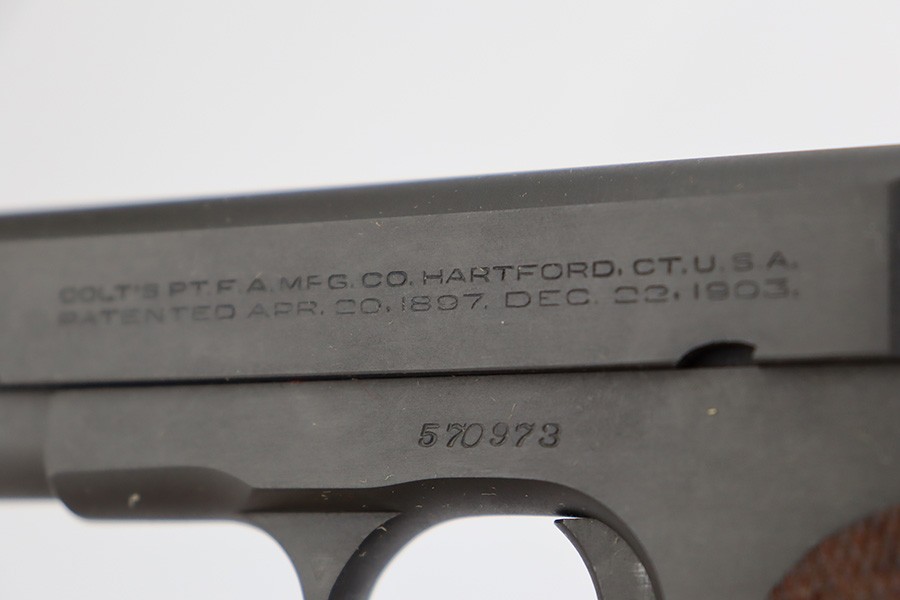 COLT'S PT. F. A. MFG. CO. HARTFORD, CT. U. S. A.
PATENTED APR. 20, 1897. DEC. 22, 1903.
570973